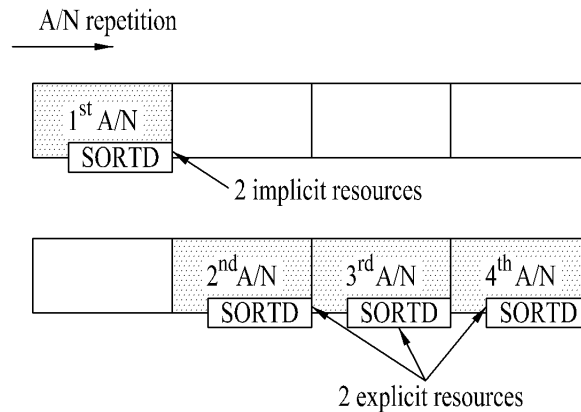 A/N repetition
1st A/N
SORTD
2 implicit resources
2nd A/N 3rd A/N 4th A/N
SORTD SORTD SORTD
2 explicit resources